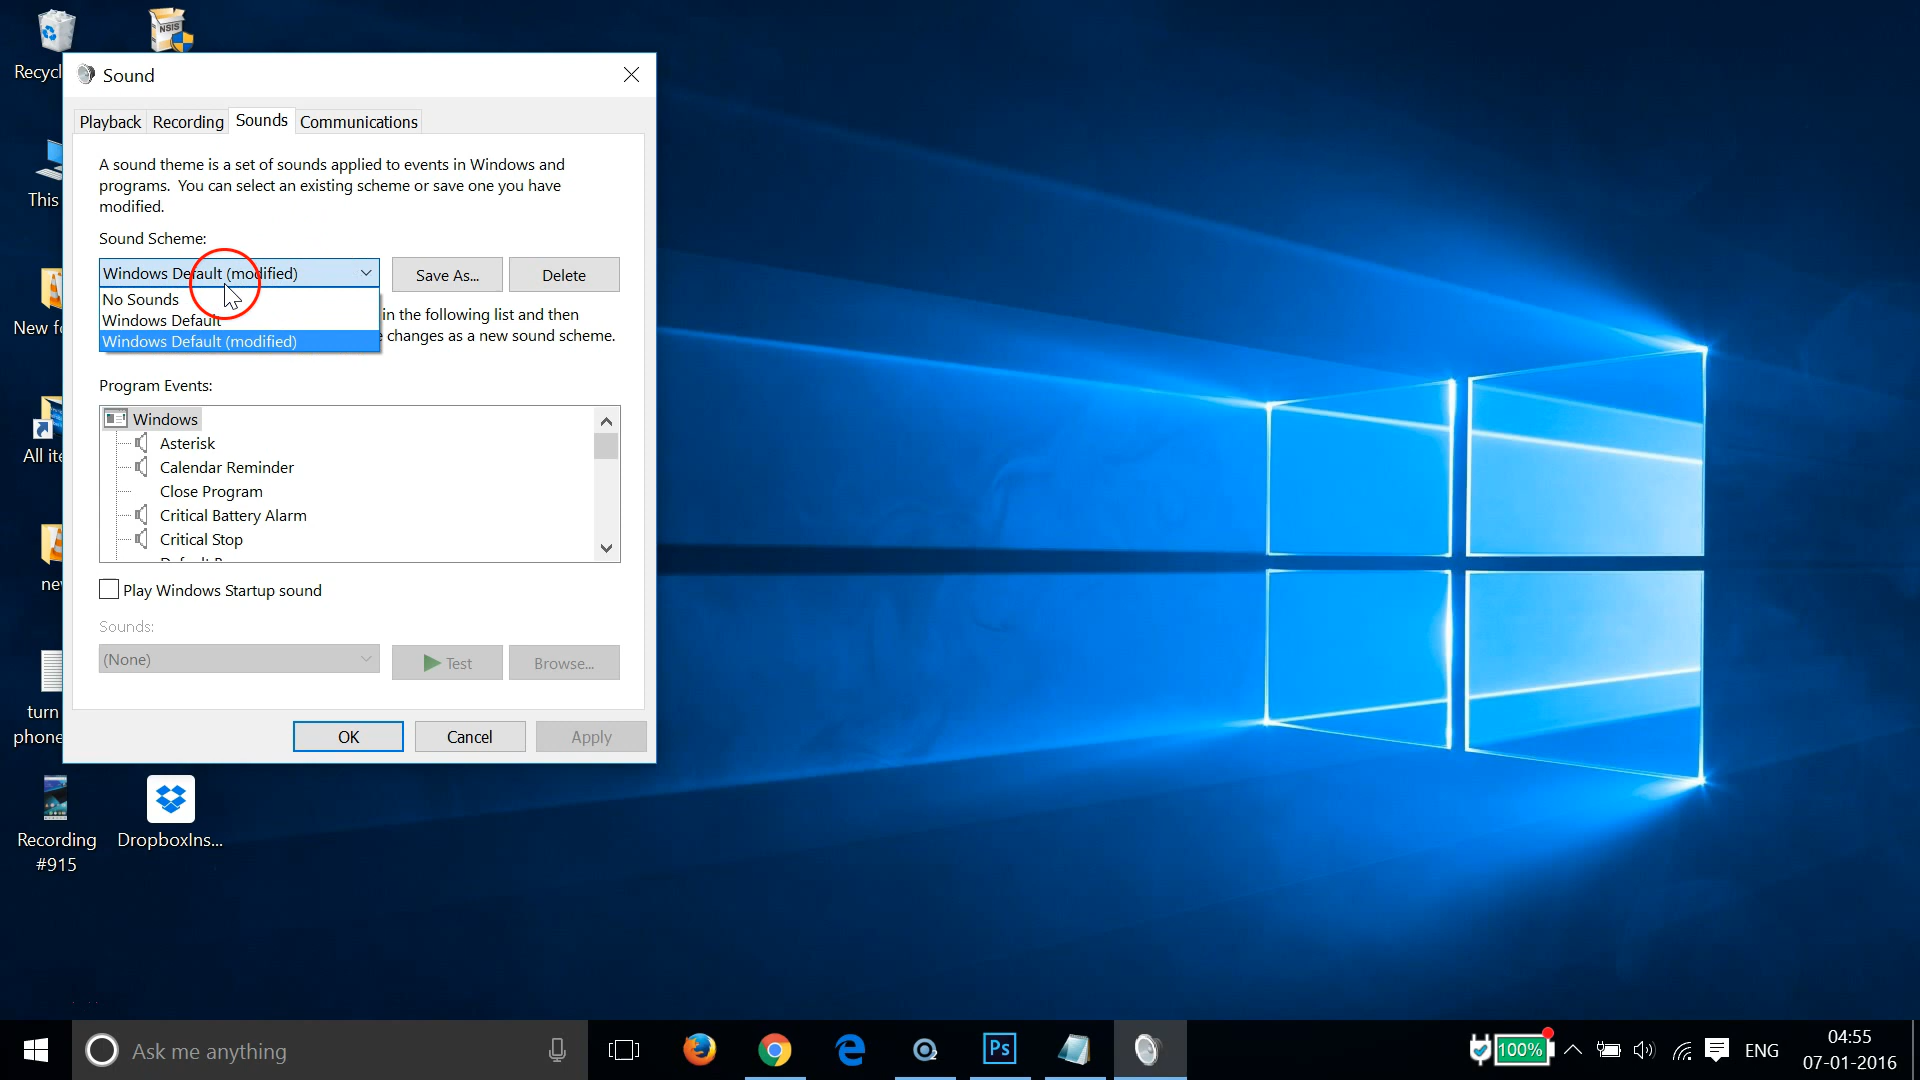 NSIS
Recycl
Sound
Playback
Recording
Sounds
Communications
A sound theme is a set of sounds applied to events in Windows and
programs. You can select an existing scheme or save one you have
modified.
This
Sound Scheme:
Windows Default (modified)
Save As...
Delete
No Sounds
Windows Default
Windows Default (modified)
in the following list and then
changes as a new sound scheme.
New fo
Program Events:
Windows
Asterisk
Calendar Reminder
Close Program
Critical Battery Alarm
Critical Stop
All ite
new
Play Windows Startup sound
Sounds:
(None)
Test
Browse...
turn
phone
OK
Cancel
Apply
Recording
#915
DropboxIns...
Ask me anything
Ps
100%
ENG
04:55
07-01-2016